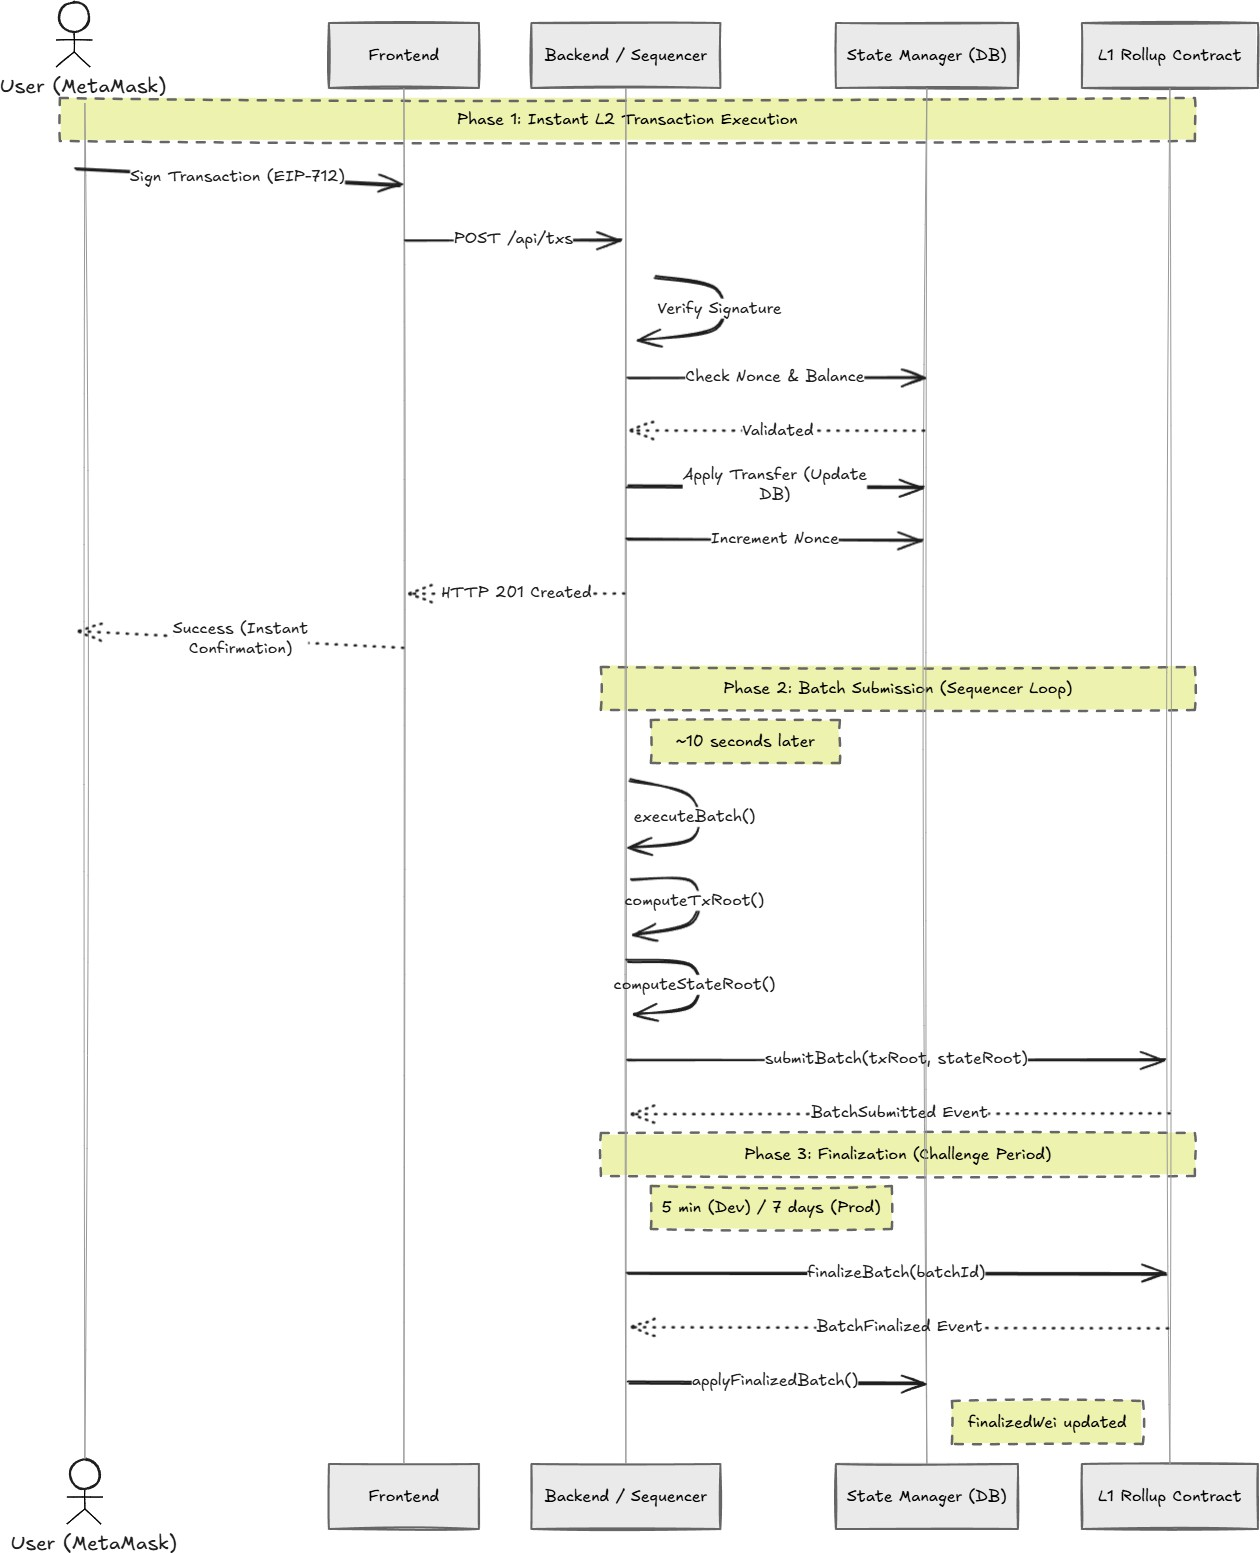 User (MetaMask)
Frontend
Backend / Sequencer
State Manager (DB)
L1 Rollup Contract
Phase 1: Instant L2 Transaction Execution
Sign Transaction (EIP-712)
POST /api/txs
Verify Signature
Check Nonce & Balance
Validated
Apply Transfer (Update
DB)
Increment Nonce
HTTP 201 Created
Success (Instant
Confirmation)
Phase 2: Batch Submission (Sequencer Loop)
~10 seconds later
executeBatch()
computeTxRoot()
computeStateRoot()
submitBatch(txRoot, stateRoot)
BatchSubmitted Event
Phase 3: Finalization (Challenge Period)
5 min (Dev) / 7 days (Prod)
finalizeBatch(batchId)
BatchFinalized Event
applyFinalizedBatch()
finalizedWei updated
User (MetaMask)
Frontend
Backend / Sequencer
State Manager (DB)
L1 Rollup Contract